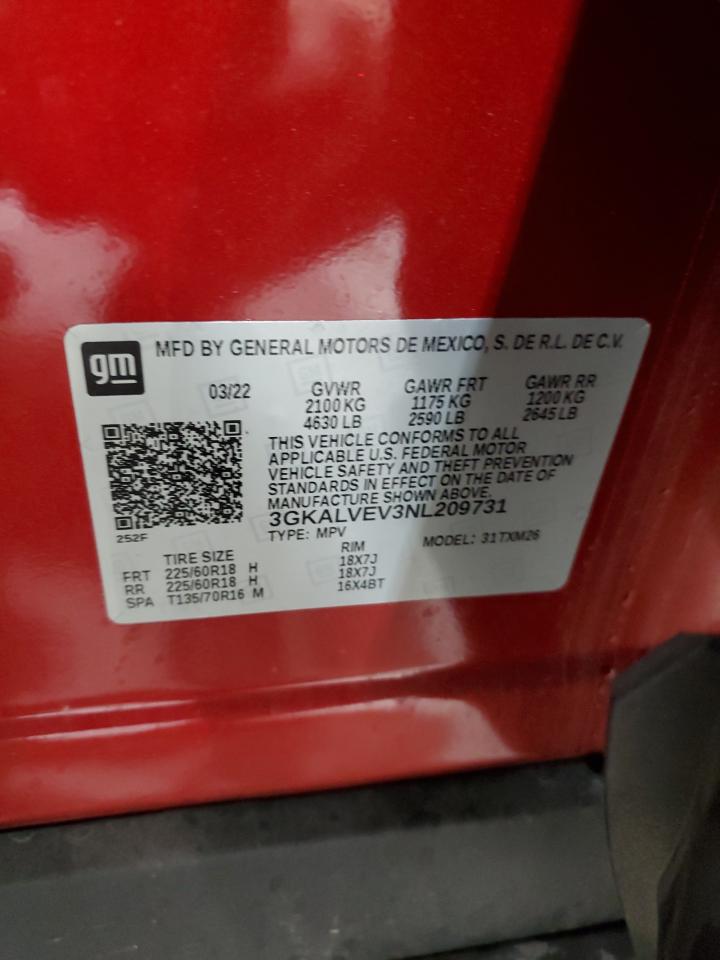 gm MFD BY GENERAL MOTORS DE MEXICO, S. DE R.L. DE C.V.
03/22 GVWR GAWR FRT GAWR RR
2100 KG 1175 KG 1200 KG
4630 LB 2590 LB 2645 LB
THIS VEHICLE CONFORMS TO ALL
APPLICABLE U.S. FEDERAL MOTOR
VEHICLE SAFETY AND THEFT PREVENTION
STANDARDS IN EFFECT ON THE DATE OF
MANUFACTURE SHOWN ABOVE.
3GKALVEV3NL209731
252F
TYPE: MPV MODEL: 31TXM26
TIRE SIZE RIM
FRT 225/60R18 H 18X7J
RR 225/60R18 H 18X7J
SPA T135/70R16 M 16X4BT